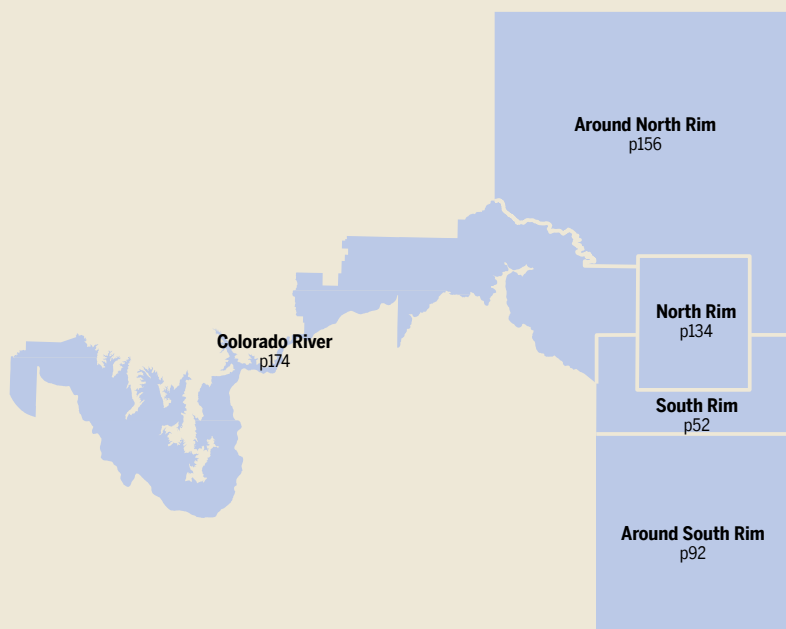 Around North Rim
p156
North Rim
p134
Colorado River
p174
South Rim
p52
Around South Rim
p92